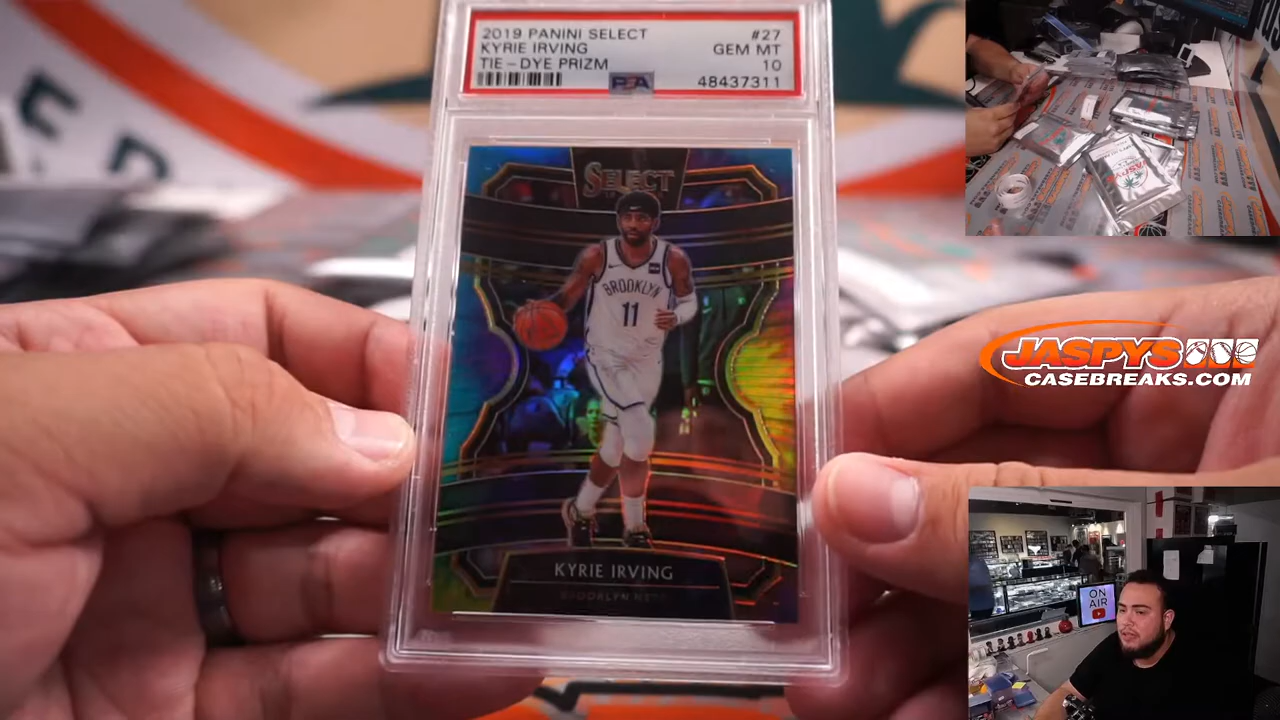 2019 PANINI SELECT #27
KYRIE IRVING GEM MT
TIE-DYE PRIZM 10
PSA 48437311
SELECT
BROOKLYN
11
KYRIE IRVING
BROOKLYN NETS
JASPYS
CASEBREAKS.COM
ON
AIR